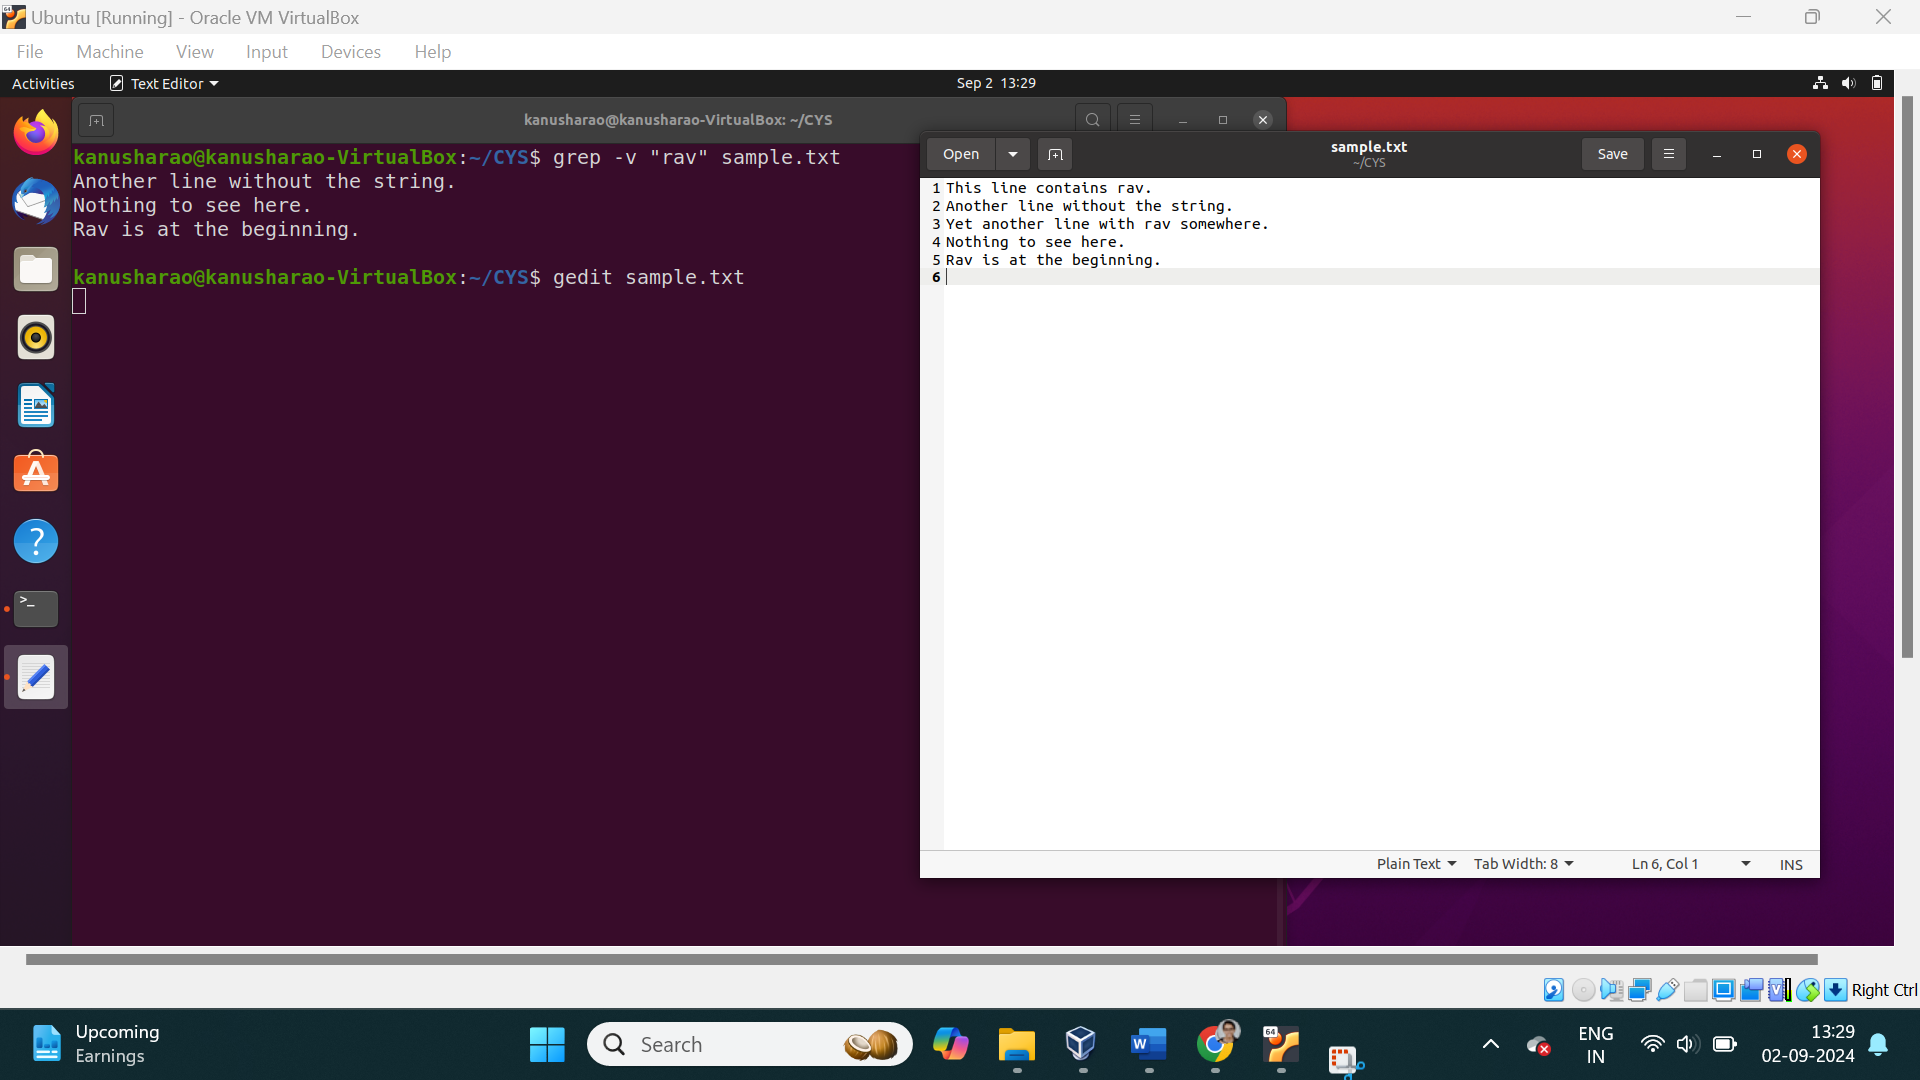 Ubuntu [Running] - Oracle VM VirtualBox
File Machine View Input Devices Help
Activities Text Editor Sep 2 13:29
kanusharao@kanusharao-VirtualBox: ~/CYS
kanusharao@kanusharao-VirtualBox:~/CYS$ grep -v "rav" sample.txt
Another line without the string.
Nothing to see here.
Rav is at the beginning.
kanusharao@kanusharao-VirtualBox:~/CYS$ gedit sample.txt
Open sample.txt Save
~/CYS
1 This line contains rav.
2 Another line without the string.
3 Yet another line with rav somewhere.
4 Nothing to see here.
5 Rav is at the beginning.
6
Plain Text Tab Width: 8 Ln 6, Col 1 INS
Right Ctrl
Upcoming
Earnings
Search
ENG
IN
13:29
02-09-2024